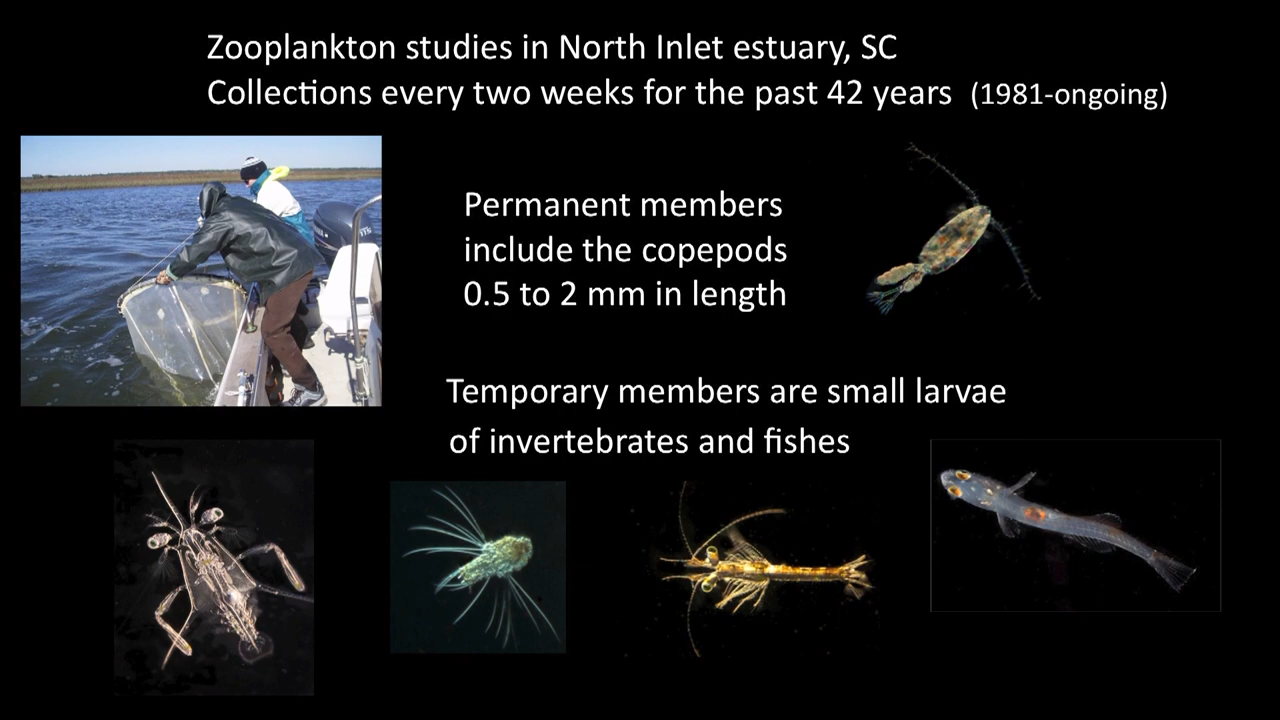 Zooplankton studies in North Inlet estuary, SC
Collections every two weeks for the past 42 years (1981-ongoing)
Permanent members
include the copepods
0.5 to 2 mm in length
Temporary members are small larvae
of invertebrates and fishes